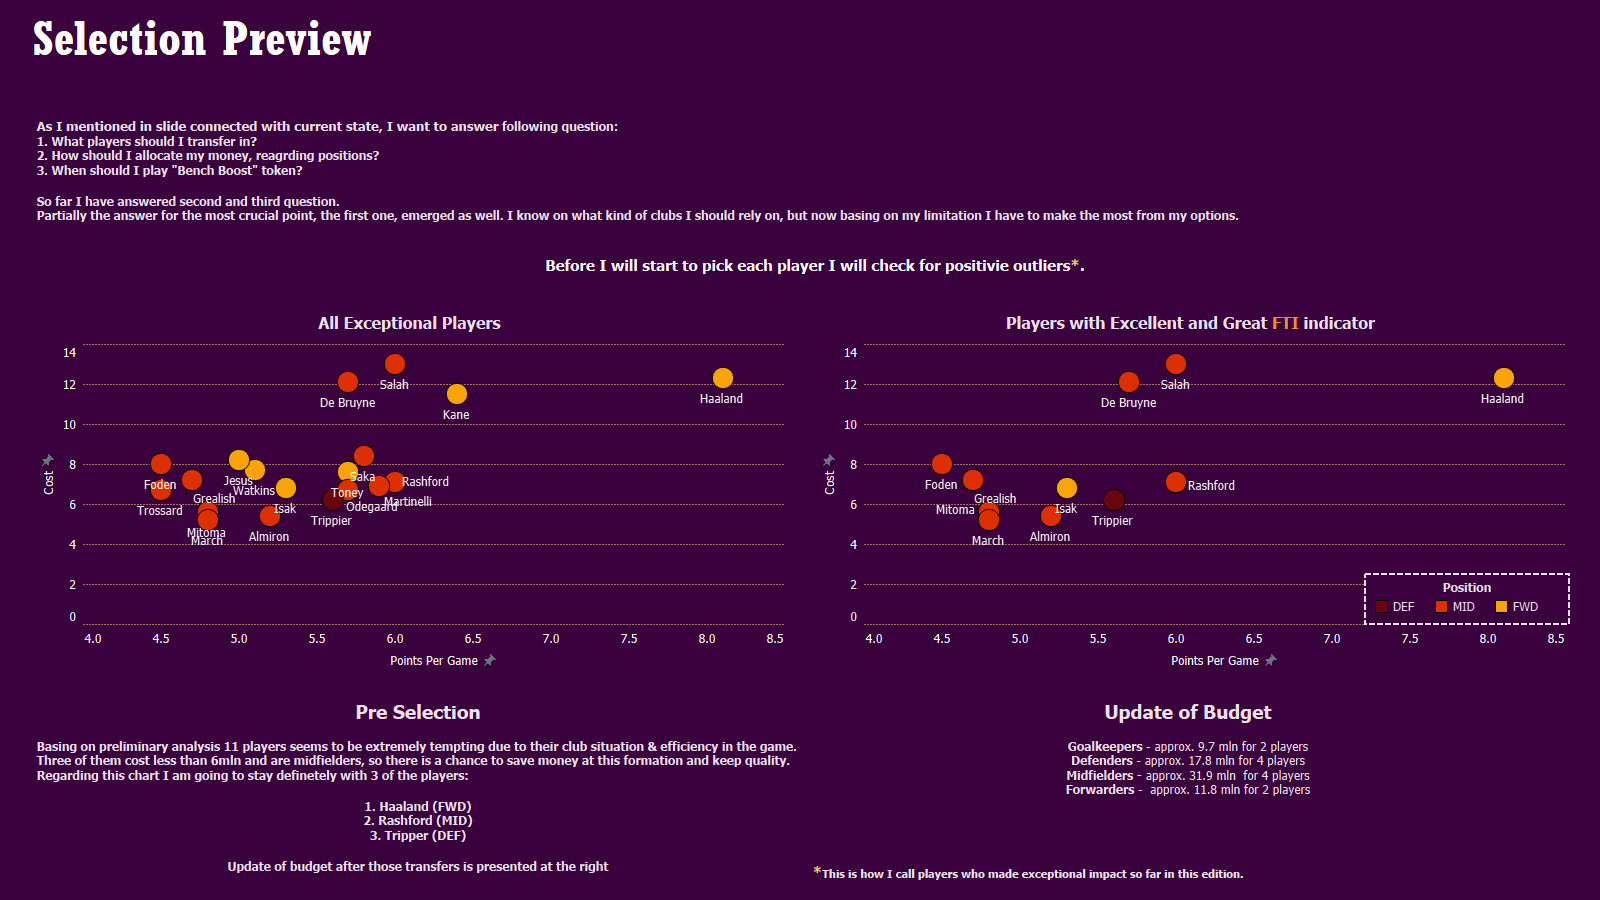 Selection Preview
As I mentioned in slide connected with current state, I want to answer following question:
1. What players should I transfer in?
2. How should I allocate my money, reagrding positions?
3. When should I play "Bench Boost" token?
So far I have answered second and third question.
Partially the answer for the most crucial point, the first one, emerged as well. I know on what kind of clubs I should rely on, but now basing on my limitation I have to make the most from my options.
Before I will start to pick each player I will check for positivie outliers*.
All Exceptional Players
14
12
10
8
6
4
2
0
Cost
Salah
De Bruyne
Kane
Haaland
Foden
Trossard
Grealish
Jesus
Watkins
Isak
Mitoma
March
Almiron
Trippier
Toney
Saka
Odegaard
Martinelli
Rashford
4.0 4.5 5.0 5.5 6.0 6.5 7.0 7.5 8.0 8.5
Points Per Game
Players with Excellent and Great FTI indicator
14
12
10
8
6
4
2
0
Cost
Salah
De Bruyne
Haaland
Foden
Grealish
Mitoma
March
Isak
Almiron
Trippier
Rashford
Position
DEF MID FWD
4.0 4.5 5.0 5.5 6.0 6.5 7.0 7.5 8.0 8.5
Points Per Game
Pre Selection
Basing on preliminary analysis 11 players seems to be extremely tempting due to their club situation & efficiency in the game.
Three of them cost less than 6mln and are midfielders, so there is a chance to save money at this formation and keep quality.
Regarding this chart I am going to stay definetely with 3 of the players:
1. Haaland (FWD)
2. Rashford (MID)
3. Tripper (DEF)
Update of budget after those transfers is presented at the right
Update of Budget
Goalkeepers - approx. 9.7 mln for 2 players
Defenders - approx. 17.8 mln for 4 players
Midfielders - approx. 31.9 mln for 4 players
Forwarders - approx. 11.8 mln for 2 players
*This is how I call players who made exceptional impact so far in this edition.